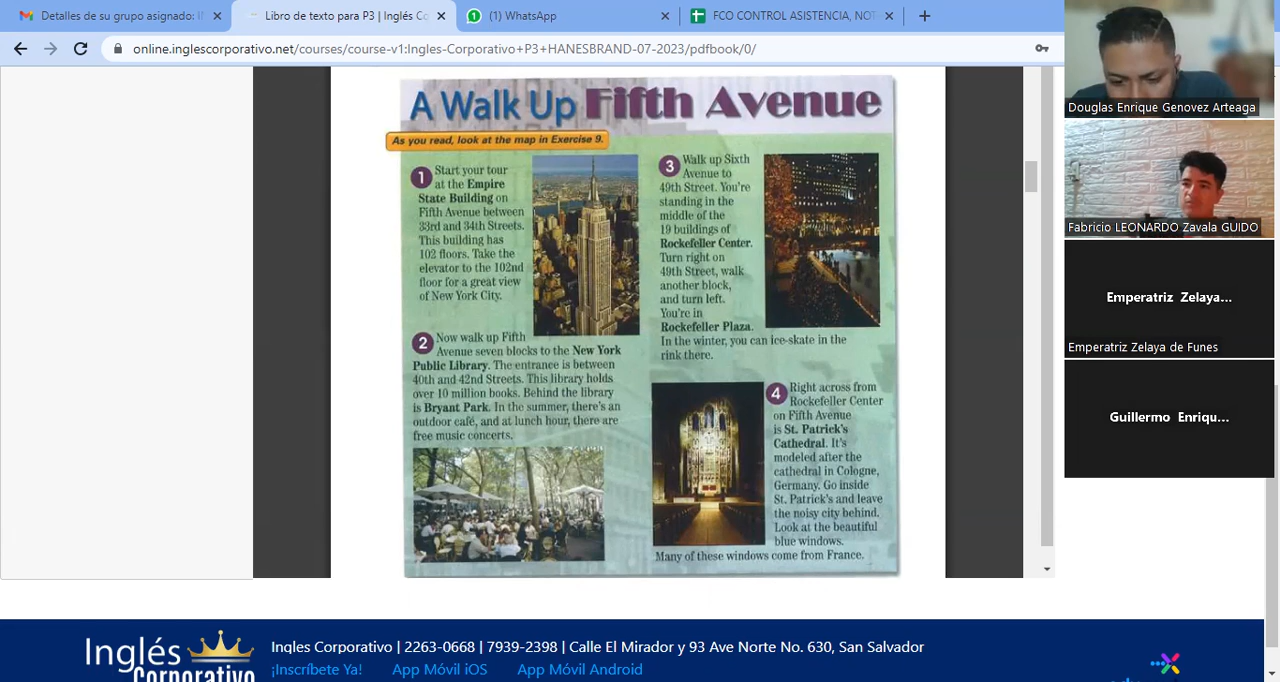 Detalles de su grupo asignado: I
Libro de texto para P3 | Inglés Co
(1) WhatsApp
FCO CONTROL ASISTENCIA, NOT
online.inglescorporativo.net/courses/course-v1:Ingles-Corporativo+P3+HANESBRAND-07-2023/pdfbook/0/
A Walk Up Fifth Avenue
As you read, look at the map in Exercise 9.
1 Start your tour
at the Empire
State Building on
Fifth Avenue between
33rd and 34th Streets.
This building has
102 floors. Take the
elevator to the 102nd
floor for a great view
of New York City.
2 Now walk up Fifth
Avenue seven blocks to the New York
Public Library. The entrance is between
40th and 42nd Streets. This library holds
over 10 million books. Behind the library
is Bryant Park. In the summer, there's an
outdoor café, and at lunch hour, there are
free music concerts.
3 Walk up Sixth
Avenue to
49th Street. You're
standing in the
middle of the
19 buildings of
Rockefeller Center.
Turn right on
49th Street, walk
another block,
and turn left.
You're in
Rockefeller Plaza.
In the winter, you can ice-skate in the
rink there.
4 Right across from
Rockefeller Center
on Fifth Avenue
is St. Patrick's
Cathedral. It's
modeled after the
cathedral in Cologne,
Germany. Go inside
St. Patrick's and leave
the noisy city behind.
Look at the beautiful
blue windows.
Many of these windows come from France.
Douglas Enrique Genovez Arteaga
Fabricio LEONARDO Zavala GUIDO
Emperatriz Zelaya...
Emperatriz Zelaya de Funes
Guillermo Enriqu...
Inglés
Corporativo
Ingles Corporativo | 2263-0668 | 7939-2398 | Calle El Mirador y 93 Ave Norte No. 630, San Salvador
¡Inscríbete Ya! App Móvil iOS App Móvil Android